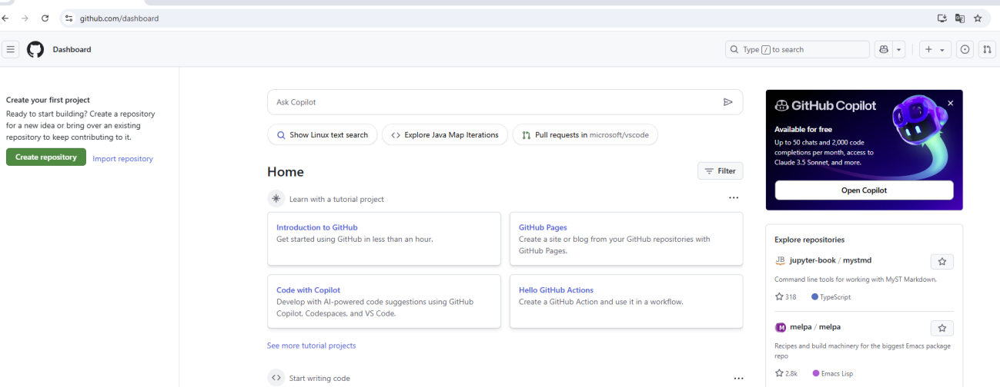 github.com/dashboard
Dashboard
Type / to search
Create your first project
Ready to start building? Create a repository
for a new idea or bring over an existing
repository to keep contributing to it.
Create repository
Import repository
Ask Copilot
Show Linux text search
Explore Java Map Iterations
Pull requests in microsoft/vscode
Home
Filter
Learn with a tutorial project
Introduction to GitHub
Get started using GitHub in less than an hour.
GitHub Pages
Create a site or blog from your GitHub repositories with
GitHub Pages.
Code with Copilot
Develop with AI-powered code suggestions using GitHub
Copilot, Codespaces, and VS Code.
Hello GitHub Actions
Create a GitHub Action and use it in a workflow.
See more tutorial projects
Start writing code
GitHub Copilot
Available for free
Up to 50 chats and 2,000 code
completions per month, access to
Claude 3.5 Sonnet, and more.
Open Copilot
Explore repositories
JB jupyter-book / mystmd
Command line tools for working with MyST Markdown.
318 TypeScript
M melpa / melpa
Recipes and build machinery for the biggest Emacs package
repo
2.8k Emacs Lisp